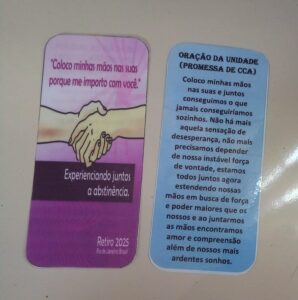 "Coloco minhas mãos nas suas
porque me importo com você."
Experienciando juntos
a abstinência.
Retiro 2025
Rio de Janeiro Brasil
ORAÇÃO DA UNIDADE
(PROMESSA DE CCA)
Coloco minhas mãos
nas suas e juntos
conseguimos o que
jamais conseguiríamos
sozinhos. Não há mais
aquela sensação de
desesperança, não mais
precisamos depender
de nossa instável força
de vontade, estamos
todos juntos agora
estendendo nossas
mãos em busca de força
e poder maiores que os
nossos e ao juntarmos
as mãos encontramos
amor e compreensão
além de nossos mais
ardentes sonhos.